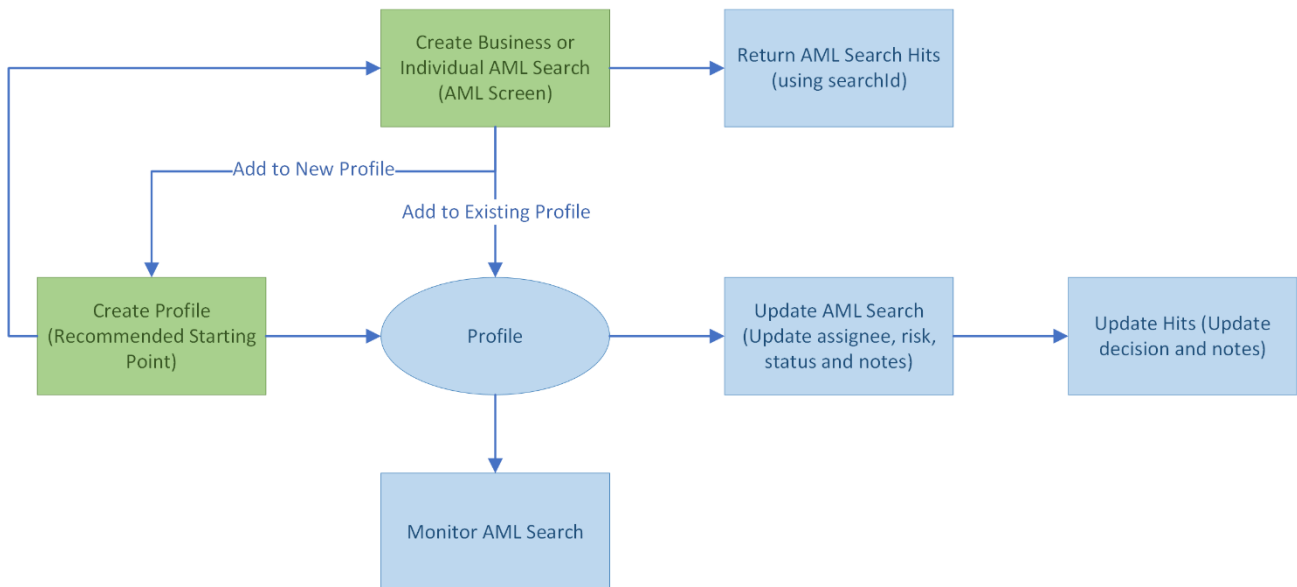 Create Business or
Individual AML Search
(AML Screen)
Return AML Search Hits
(using searchId)
Add to New Profile
Add to Existing Profile
Create Profile
(Recommended Starting
Point)
Profile
Update AML Search
(Update assignee, risk,
status and notes)
Update Hits (Update
decision and notes)
Monitor AML Search